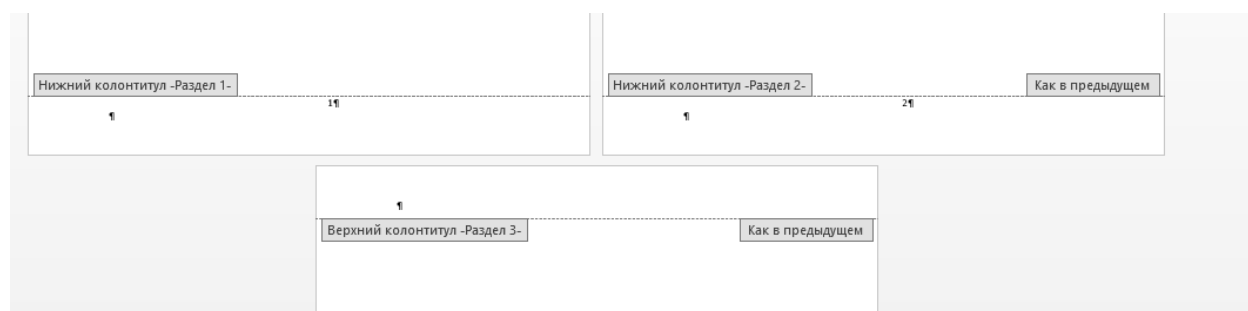 Нижний колонтитул -Раздел 1-
1¶
¶
Нижний колонтитул -Раздел 2-
Как в предыдущем
2¶
¶
¶
Верхний колонтитул -Раздел 3-
Как в предыдущем